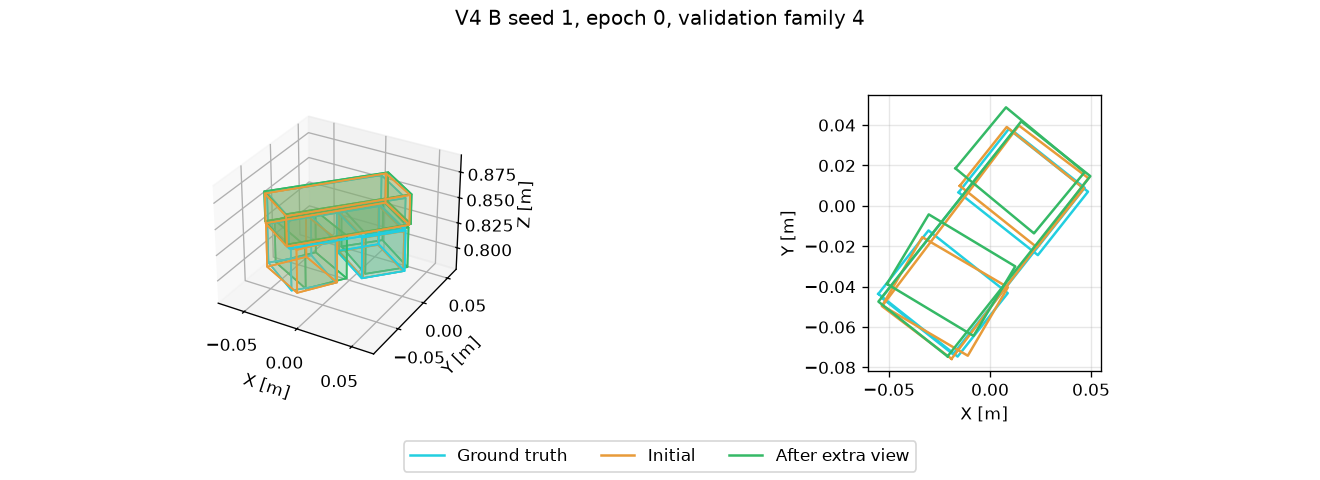 V4 B seed 1, epoch 0, validation family 4
0.875
0.850
0.825
0.800
Z [m]
0.05
0.00
−0.05
Y [m]
−0.05
0.00
0.05
X [m]
0.04
0.02
0.00
−0.02
−0.04
−0.06
−0.08
Y [m]
−0.05
0.00
0.05
X [m]
Ground truth
Initial
After extra view